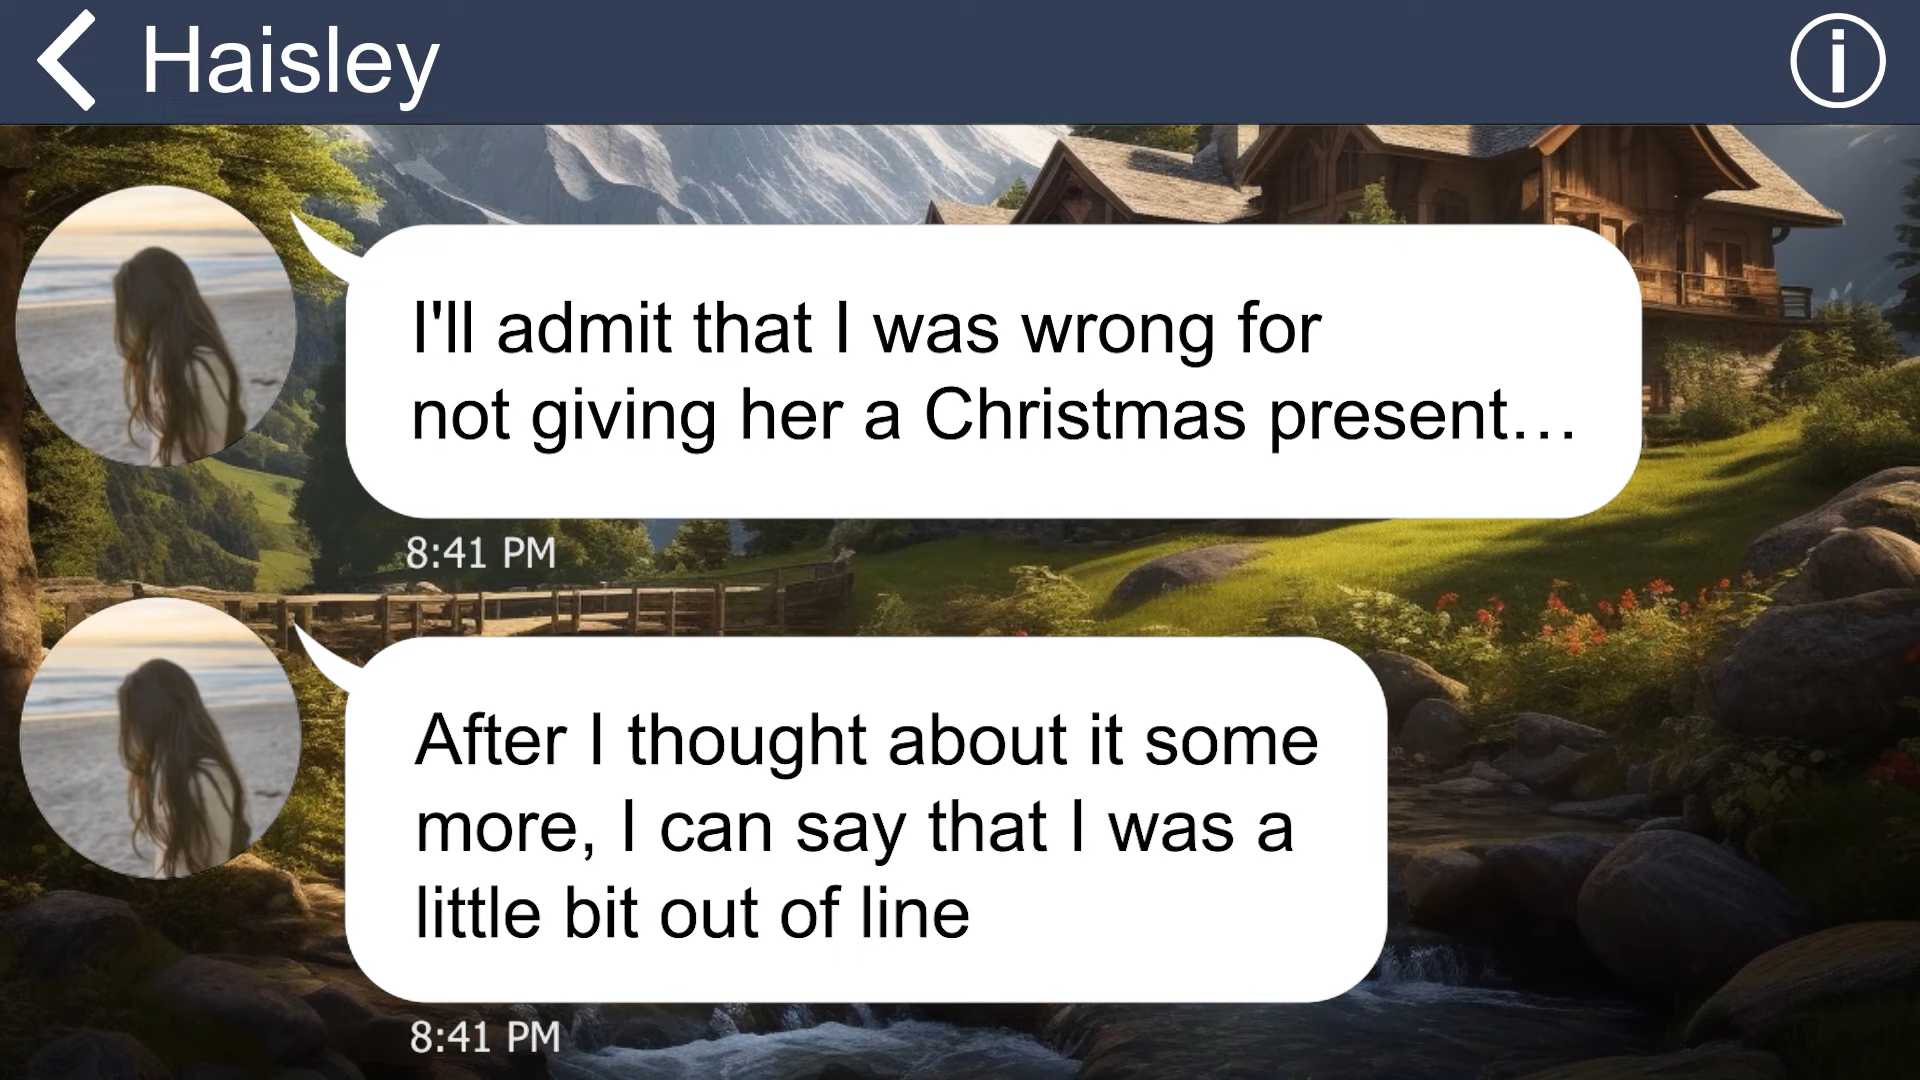 Haisley
I'll admit that I was wrong for
not giving her a Christmas present…
8:41 PM
After I thought about it some
more, I can say that I was a
little bit out of line
8:41 PM